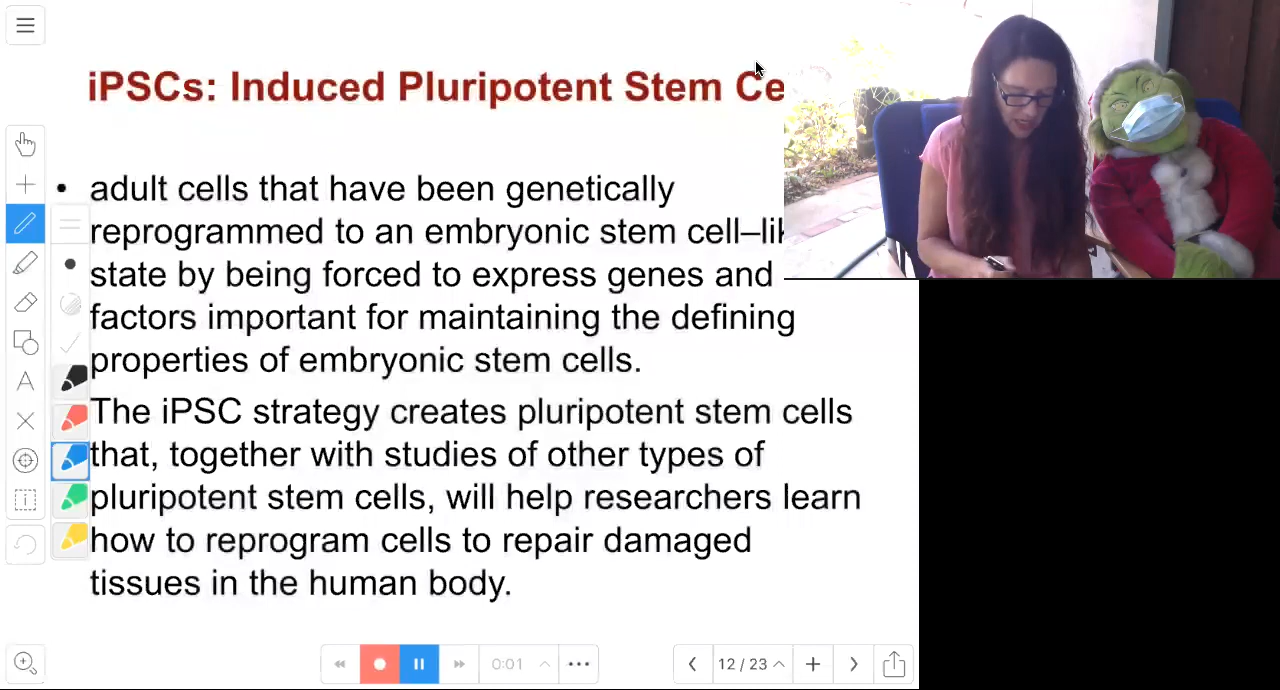 iPSCs: Induced Pluripotent Stem Ce
• adult cells that have been genetically
reprogrammed to an embryonic stem cell–lik
state by being forced to express genes and
factors important for maintaining the defining
properties of embryonic stem cells.
The iPSC strategy creates pluripotent stem cells
that, together with studies of other types of
pluripotent stem cells, will help researchers learn
how to reprogram cells to repair damaged
tissues in the human body.
0:01
12 / 23